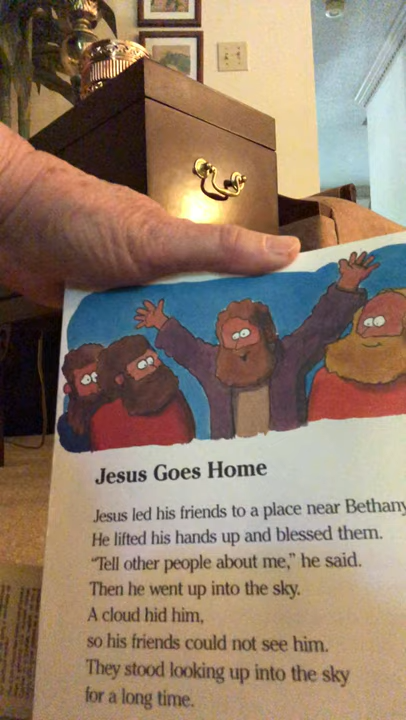 Jesus Goes Home
Jesus led his friends to a place near Bethany
He lifted his hands up and blessed them.
“Tell other people about me,” he said.
Then he went up into the sky.
A cloud hid him,
so his friends could not see him.
They stood looking up into the sky
for a long time.